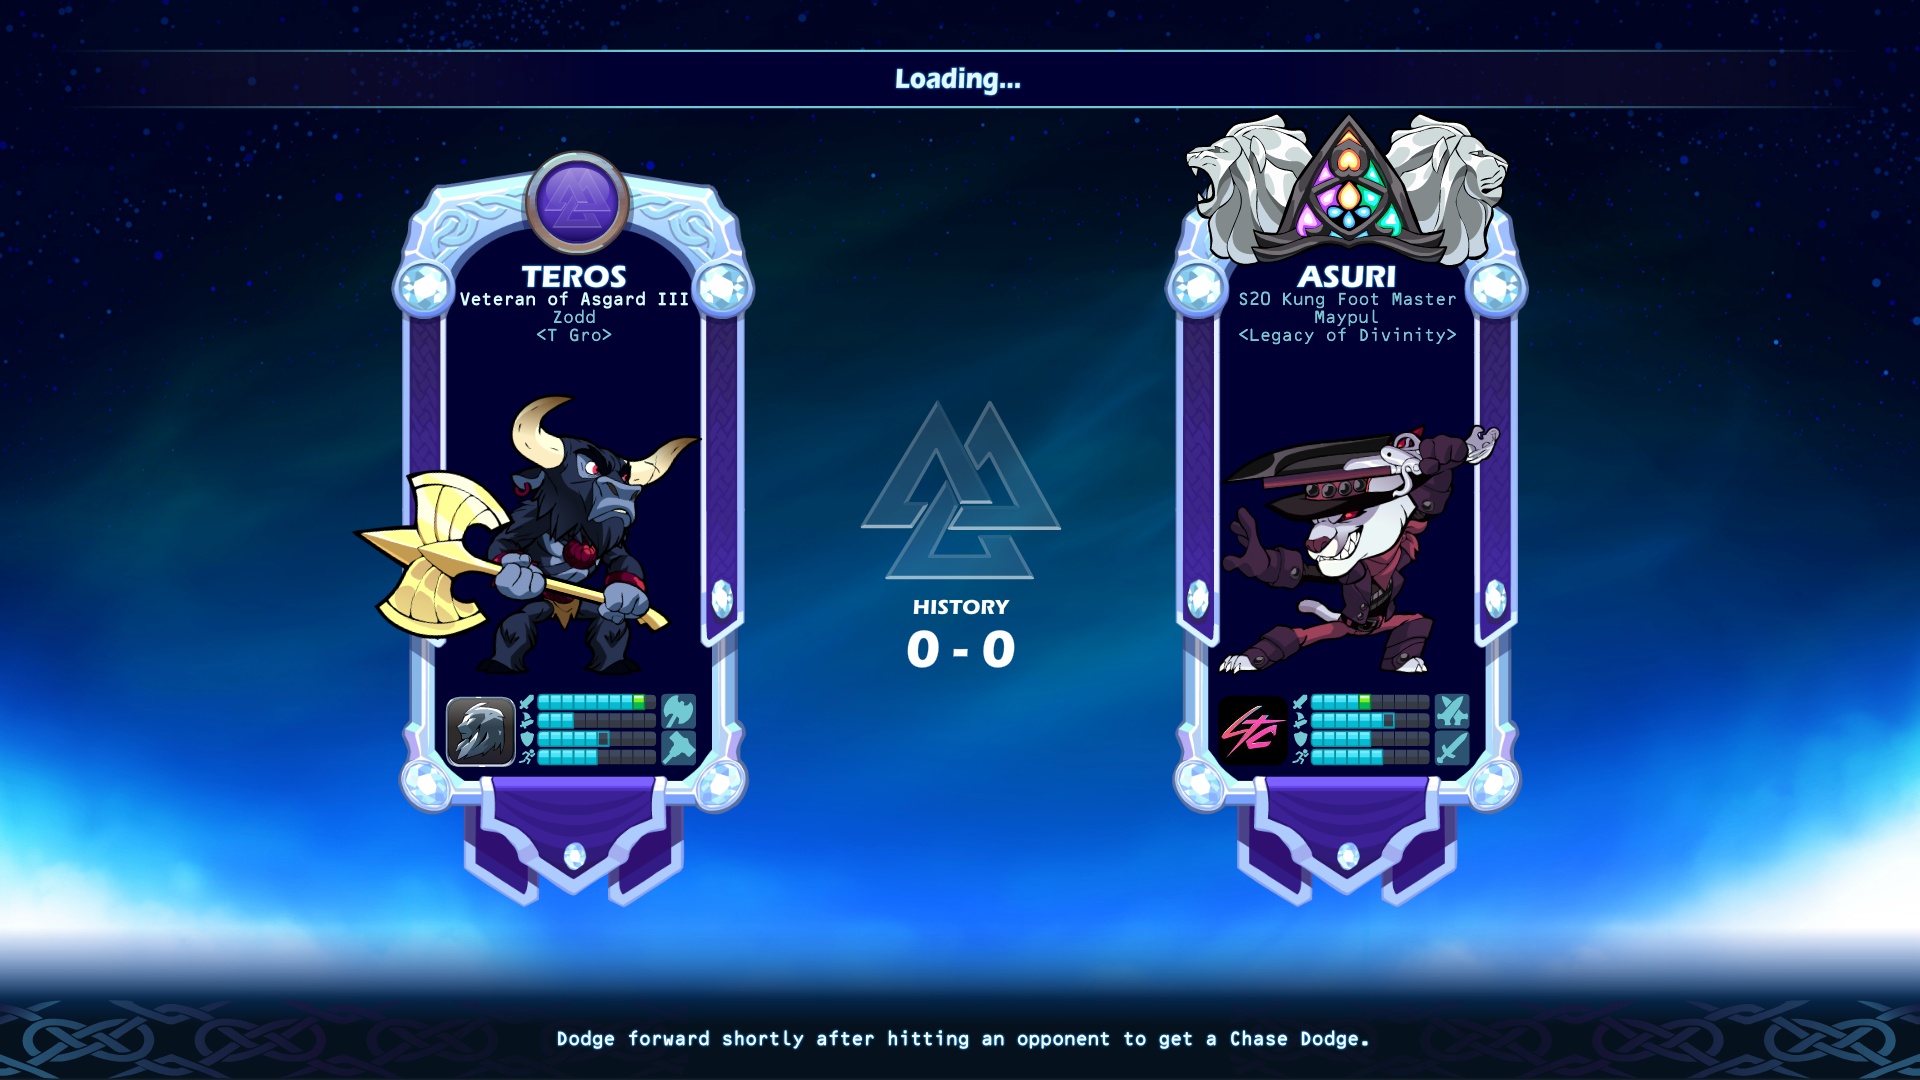 Loading...
TEROS
Veteran of Asgard III
Zodd
<T Gro>
ASURI
S20 Kung Foot Master
Maypul
<Legacy of Divinity>
HISTORY
0 - 0
Dodge forward shortly after hitting an opponent to get a Chase Dodge.